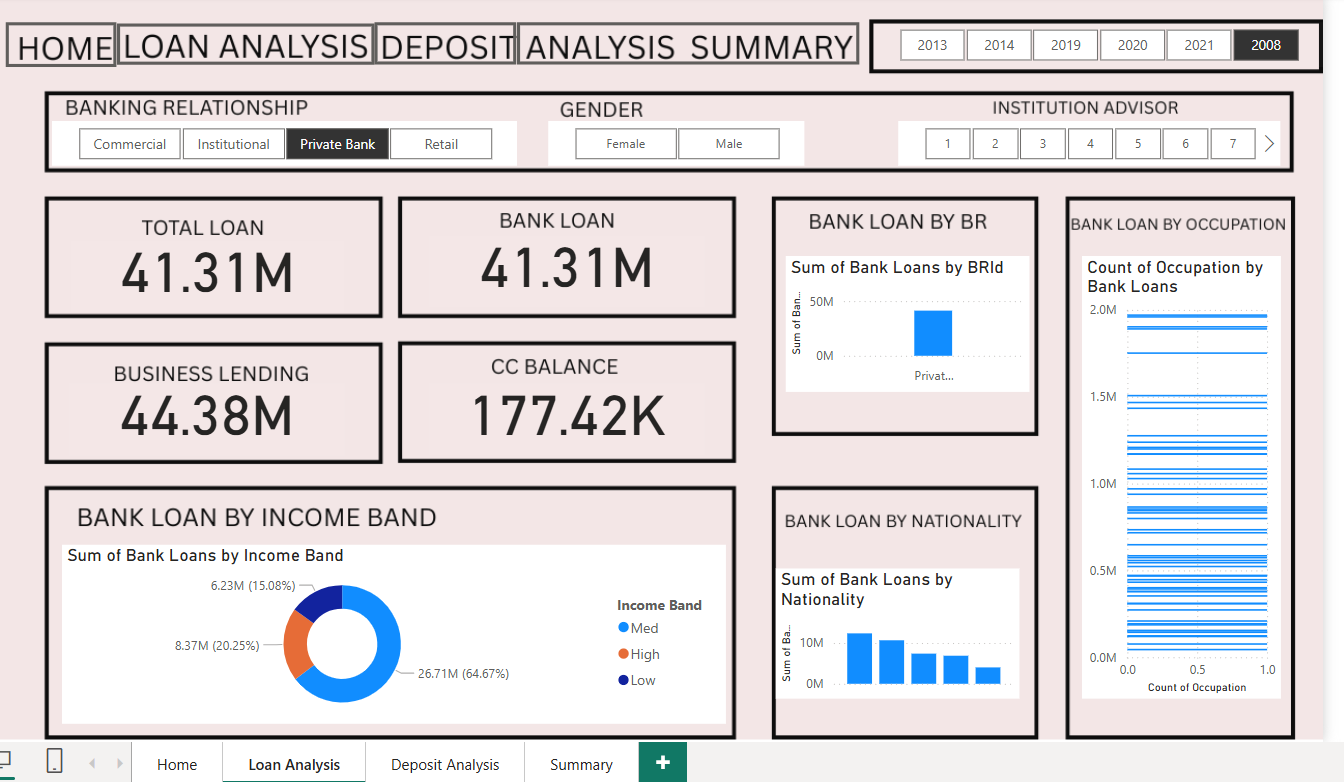 HOME LOAN ANALYSIS DEPOSIT ANALYSIS SUMMARY
2013 2014 2019 2020 2021 2008
BANKING RELATIONSHIP
Commercial Institutional Private Bank Retail
GENDER
Female Male
INSTITUTION ADVISOR
1 2 3 4 5 6 7
TOTAL LOAN
41.31M
BANK LOAN
41.31M
BUSINESS LENDING
44.38M
CC BALANCE
177.42K
BANK LOAN BY BR
Sum of Bank Loans by BRId
Sum of Ban...
50M
0M
Privat...
BANK LOAN BY OCCUPATION
Count of Occupation by
Bank Loans
2.0M
1.5M
1.0M
0.5M
0.0M
0.0 0.5 1.0
Count of Occupation
BANK LOAN BY INCOME BAND
Sum of Bank Loans by Income Band
6.23M (15.08%)
8.37M (20.25%)
26.71M (64.67%)
Income Band
Med
High
Low
BANK LOAN BY NATIONALITY
Sum of Bank Loans by
Nationality
Sum of Ba...
10M
0M
Home Loan Analysis Deposit Analysis Summary +